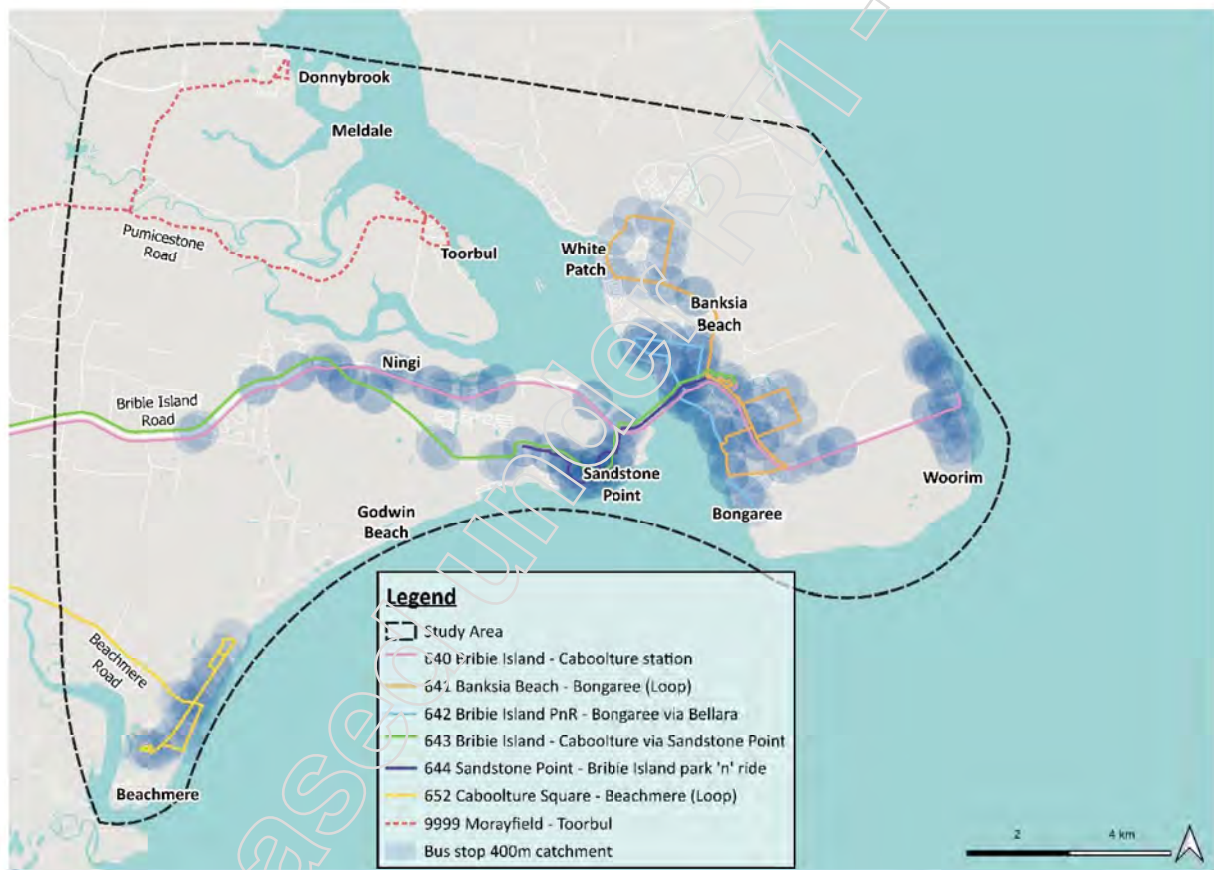 Donnybrook
Meldale
Pumicestone
Road
Toorbul
White
Patch
Banksia
Beach
Ningi
Bribie Island
Road
Sandstone
Point
Woorim
Godwin
Beach
Bongaree
Beachmere
Road
Beachmere
Legend
Study Area
640 Bribie Island - Caboolture station
641 Banksia Beach - Bongaree (Loop)
642 Bribie Island PnR - Bongaree via Bellara
643 Bribie Island - Caboolture via Sandstone Point
644 Sandstone Point - Bribie Island park 'n' ride
652 Caboolture Square - Beachmere (Loop)
9999 Morayfield - Toorbul
Bus stop 400m catchment
2 4 km
ased under RTI -